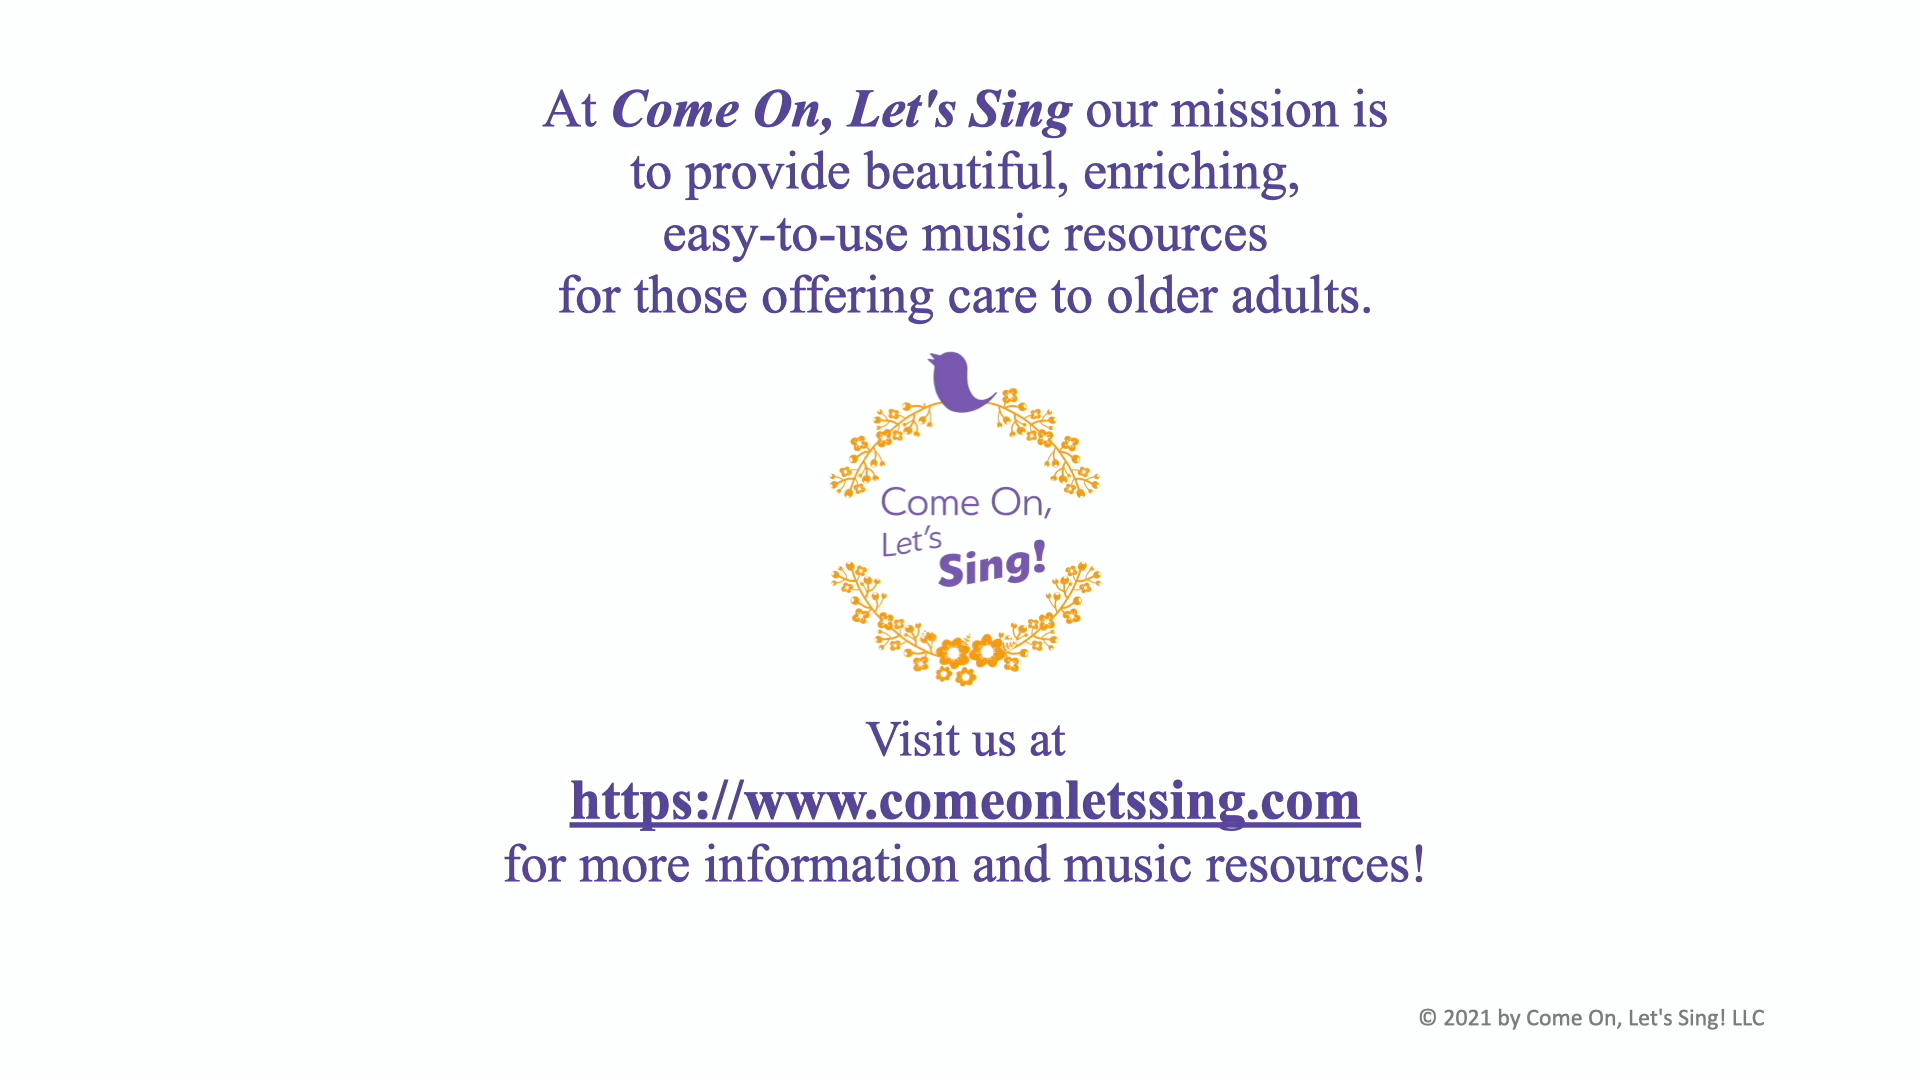 At Come On, Let's Sing our mission is
to provide beautiful, enriching,
easy-to-use music resources
for those offering care to older adults.
Come On,
Let's
Sing!
Visit us at
https://www.comeonletssing.com
for more information and music resources!
© 2021 by Come On, Let's Sing! LLC